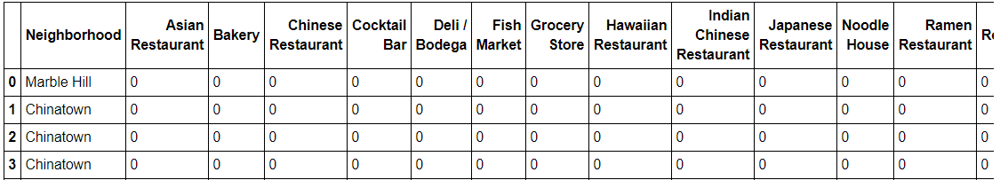 Neighborhood Asian Restaurant Bakery Chinese Restaurant Cocktail Bar Deli / Bodega Fish Market Grocery Store Hawaiian Restaurant Indian Chinese Restaurant Japanese Restaurant Noodle House Ramen Restaurant
0 Marble Hill 0 0 0 0 0 0 0 0 0 0 0 0 0
1 Chinatown 0 0 0 0 0 0 0 0 0 0 0 0 0
2 Chinatown 0 0 0 0 0 0 0 0 0 0 0 0 0
3 Chinatown 0 0 0 0 0 0 0 0 0 0 0 0 0